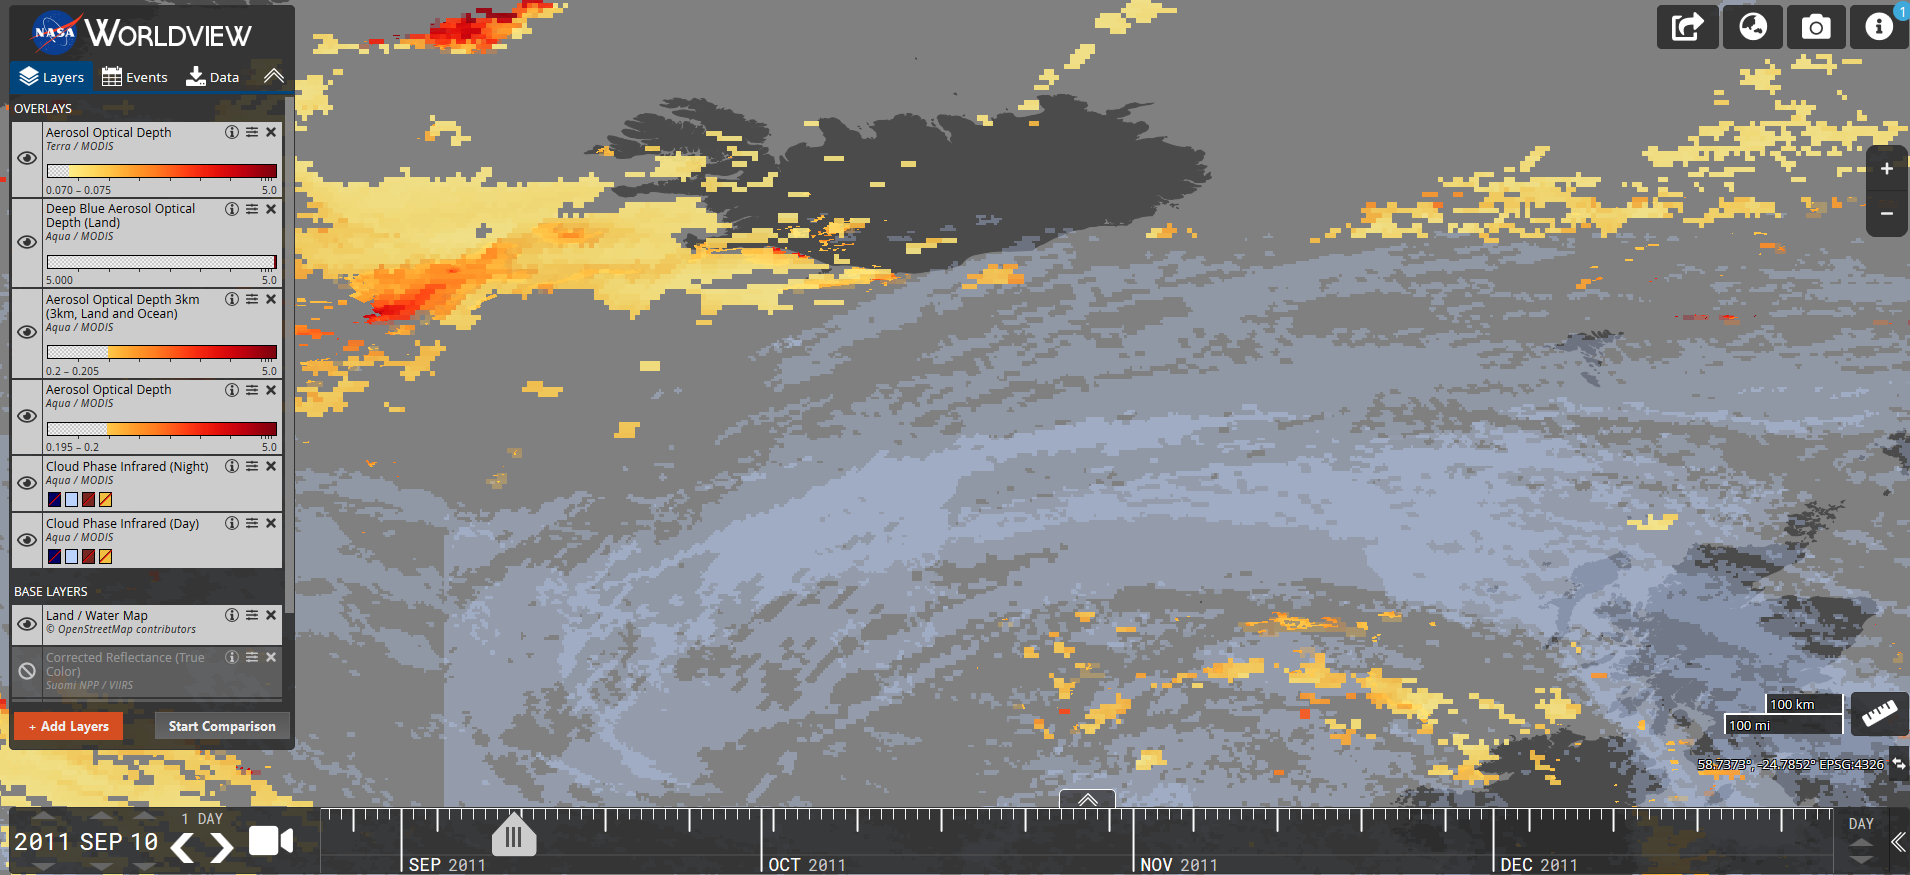 NASA WORLDVIEW
Layers Events Data
OVERLAYS
Aerosol Optical Depth
Terra / MODIS
0.070 – 0.075 5.0
Deep Blue Aerosol Optical
Depth (Land)
Aqua / MODIS
5.000 5.0
Aerosol Optical Depth 3km
(3km, Land and Ocean)
Aqua / MODIS
0.2 – 0.205 5.0
Aerosol Optical Depth
Aqua / MODIS
0.195 – 0.2 5.0
Cloud Phase Infrared (Night)
Aqua / MODIS
Cloud Phase Infrared (Day)
Aqua / MODIS
BASE LAYERS
Land / Water Map
© OpenStreetMap contributors
Corrected Reflectance (True
Color)
Suomi NPP / VIIRS
+ Add Layers Start Comparison
1
+
−
100 km
100 mi
58.7373°, -24.7852° EPSG:4326
2011 SEP 10
1 DAY
SEP 2011 OCT 2011 NOV 2011 DEC 2011
DAY